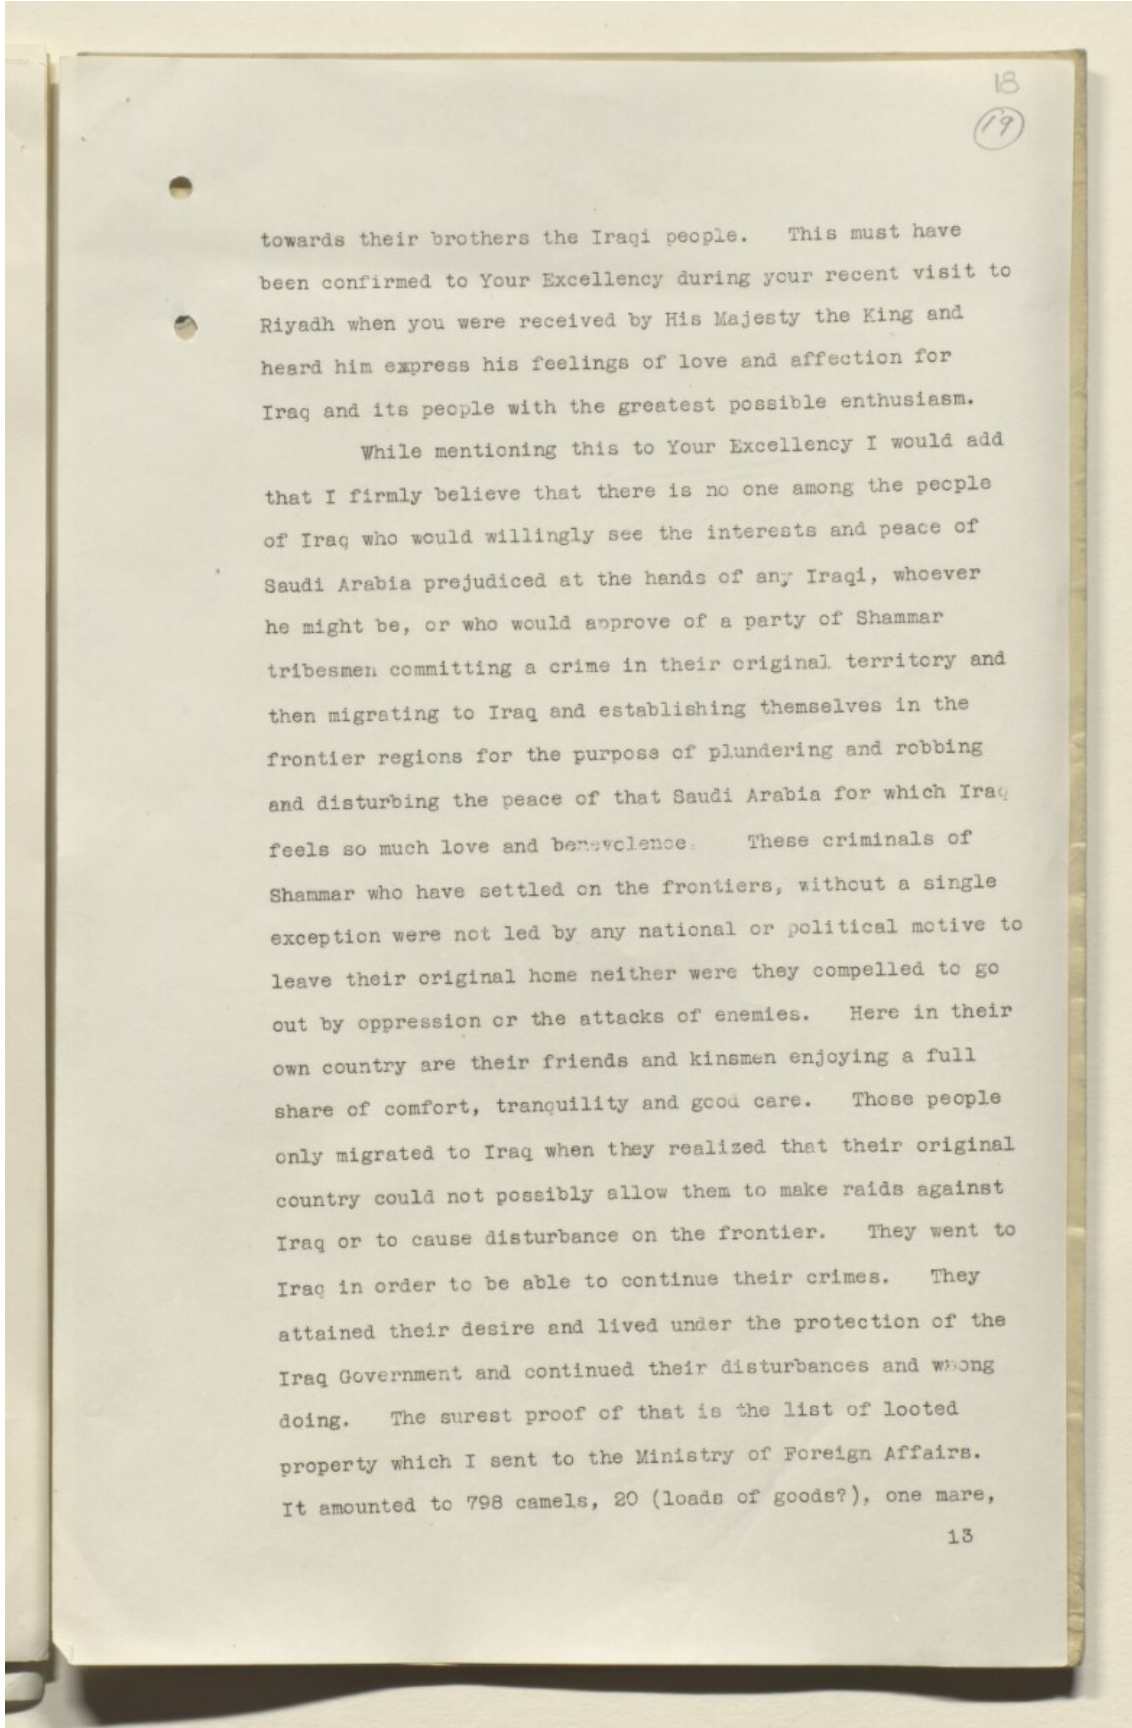 18
19
towards their brothers the Iraqi people. This must have
been confirmed to Your Excellency during your recent visit to
Riyadh when you were received by His Majesty the King and
heard him express his feelings of love and affection for
Iraq and its people with the greatest possible enthusiasm.
While mentioning this to Your Excellency I would add
that I firmly believe that there is no one among the people
of Iraq who would willingly see the interests and peace of
Saudi Arabia prejudiced at the hands of any Iraqi, whoever
he might be, or who would approve of a party of Shammar
tribesmen committing a crime in their original territory and
then migrating to Iraq and establishing themselves in the
frontier regions for the purpose of plundering and robbing
and disturbing the peace of that Saudi Arabia for which Iraq
feels so much love and benevolence. These criminals of
Shammar who have settled on the frontiers, without a single
exception were not led by any national or political motive to
leave their original home neither were they compelled to go
out by oppression or the attacks of enemies. Here in their
own country are their friends and kinsmen enjoying a full
share of comfort, tranquility and good care. Those people
only migrated to Iraq when they realized that their original
country could not possibly allow them to make raids against
Iraq or to cause disturbance on the frontier. They went to
Iraq in order to be able to continue their crimes. They
attained their desire and lived under the protection of the
Iraq Government and continued their disturbances and wrong
doing. The surest proof of that is the list of looted
property which I sent to the Ministry of Foreign Affairs.
It amounted to 798 camels, 20 (loads of goods?), one mare,
13